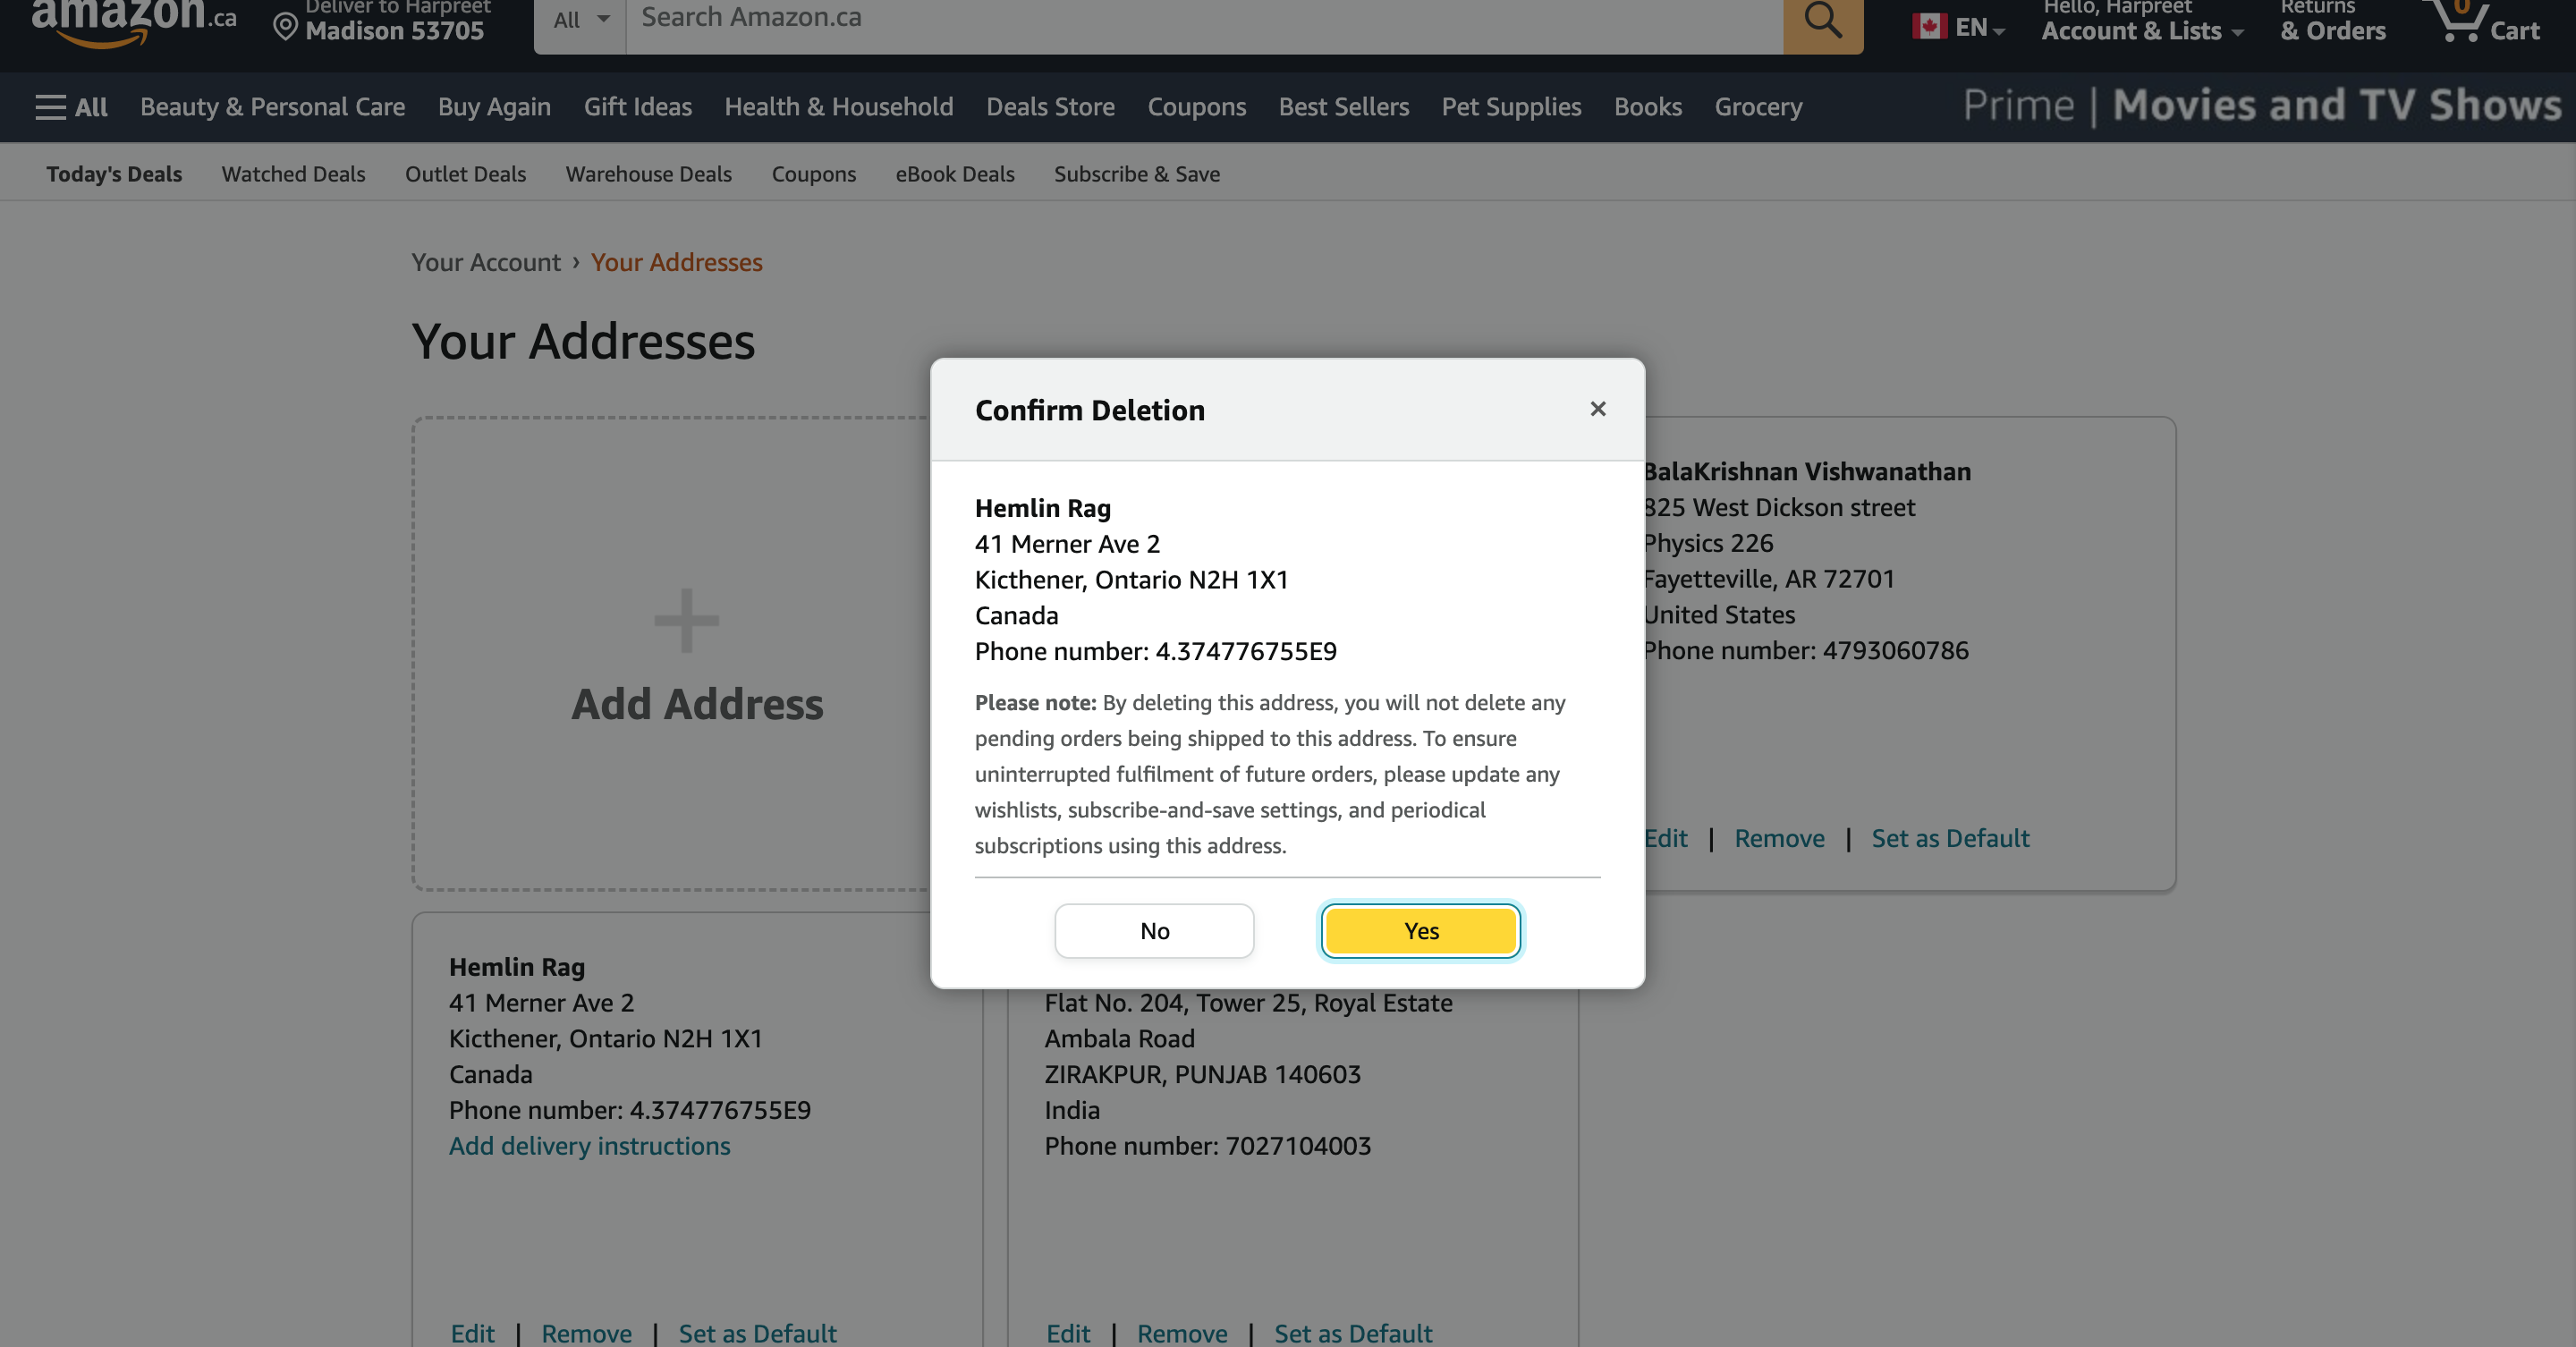 amazon.ca
Deliver to Harpreet
Madison 53705
All
Search Amazon.ca
EN
Hello, Harpreet
Account & Lists
Returns
& Orders
0
Cart
All
Beauty & Personal Care
Buy Again
Gift Ideas
Health & Household
Deals Store
Coupons
Best Sellers
Pet Supplies
Books
Grocery
Prime | Movies and TV Shows
Today's Deals
Watched Deals
Outlet Deals
Warehouse Deals
Coupons
eBook Deals
Subscribe & Save
Your Account › Your Addresses
Your Addresses
Add Address
Confirm Deletion
Hemlin Rag
41 Merner Ave 2
Kicthener, Ontario N2H 1X1
Canada
Phone number: 4.374776755E9
Please note: By deleting this address, you will not delete any
pending orders being shipped to this address. To ensure
uninterrupted fulfilment of future orders, please update any
wishlists, subscribe-and-save settings, and periodical
subscriptions using this address.
No
Yes
BalaKrishnan Vishwanathan
825 West Dickson street
Physics 226
Fayetteville, AR 72701
United States
Phone number: 4793060786
Edit | Remove | Set as Default
Hemlin Rag
41 Merner Ave 2
Kicthener, Ontario N2H 1X1
Canada
Phone number: 4.374776755E9
Add delivery instructions
Edit | Remove | Set as Default
Flat No. 204, Tower 25, Royal Estate
Ambala Road
ZIRAKPUR, PUNJAB 140603
India
Phone number: 7027104003
Edit | Remove | Set as Default